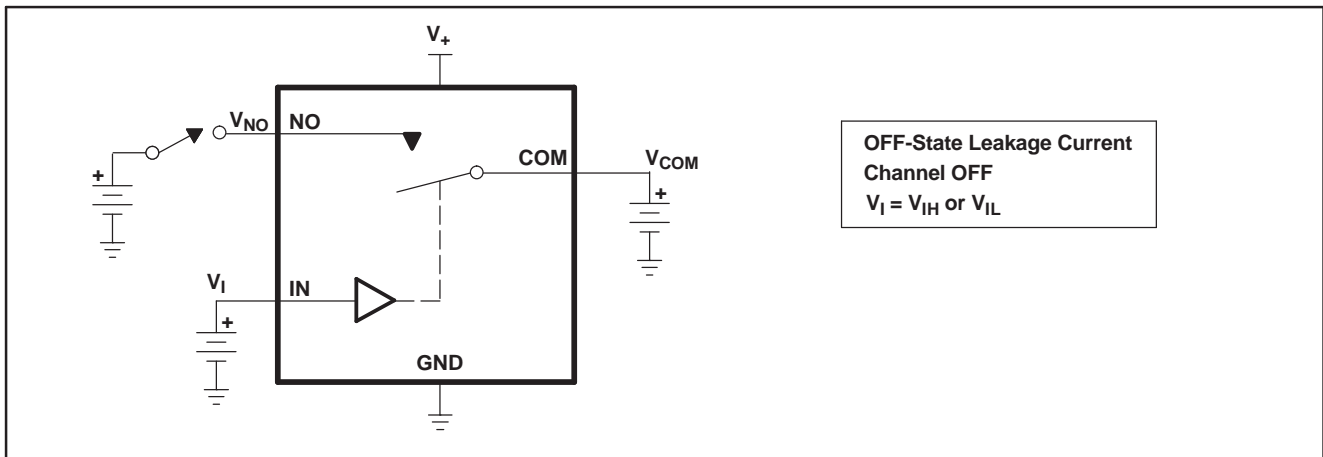 V+
VNO NO
COM VCOM
+
+
VI IN
+
GND
OFF-State Leakage Current
Channel OFF
VI = VIH or VIL